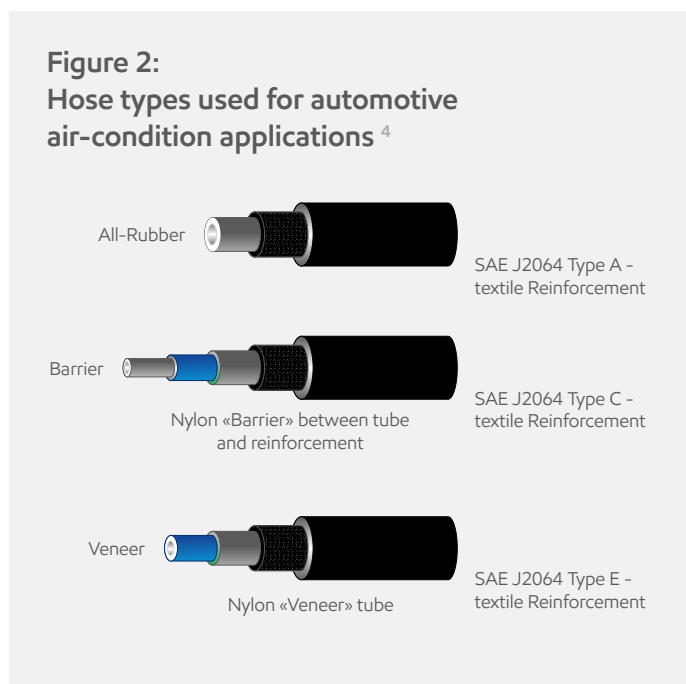 Figure 2:
Hose types used for automotive
air-condition applications 4
All-Rubber
SAE J2064 Type A -
textile Reinforcement
Barrier
Nylon «Barrier» between tube
and reinforcement
SAE J2064 Type C -
textile Reinforcement
Veneer
Nylon «Veneer» tube
SAE J2064 Type E -
textile Reinforcement